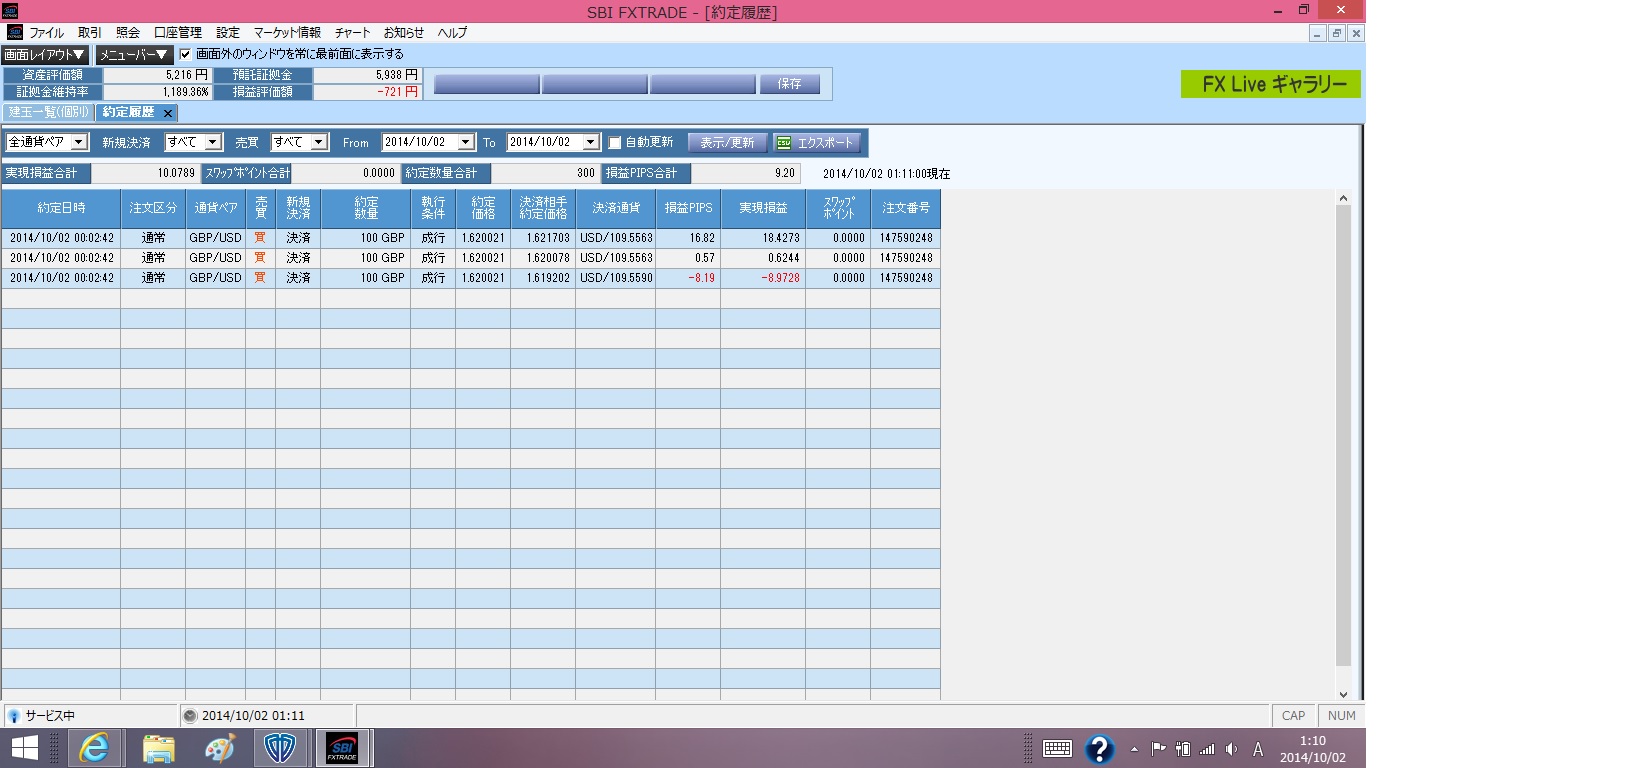 SBI FXTRADE - [約定履歴]
ファイル 取引 照会 口座管理 設定 マーケット情報 チャート お知らせ ヘルプ
画面レイアウト▼ メニューバー▼ 画面外のウィンドウを常に最前面に表示する
資産評価額 5,216 円 預託証拠金 5,938 円
証拠金維持率 1,189.36% 損益評価額 -721 円
保存
FX Live ギャラリー
建玉一覧(個別) 約定履歴 ×
全通貨ペア 新規決済 すべて 売買 すべて From 2014/10/02 To 2014/10/02 自動更新 表示/更新 CSV エクスポート
実現損益合計 10.0789 スワップポイント合計 0.0000 約定数量合計 300 損益PIPS合計 9.20 2014/10/02 01:11:00現在
約定日時 注文区分 通貨ペア 売買 新規決済 約定数量 執行条件 約定価格 決済相手約定価格 決済通貨 損益PIPS 実現損益 スワップポイント 注文番号
2014/10/02 00:02:42 通常 GBP/USD 買 決済 100 GBP 成行 1.620021 1.621703 USD/109.5563 16.82 18.4273 0.0000 147590248
2014/10/02 00:02:42 通常 GBP/USD 買 決済 100 GBP 成行 1.620021 1.620078 USD/109.5563 0.57 0.6244 0.0000 147590248
2014/10/02 00:02:42 通常 GBP/USD 買 決済 100 GBP 成行 1.620021 1.619202 USD/109.5590 -8.19 -8.9728 0.0000 147590248
サービス中 2014/10/02 01:11 CAP NUM
SBI
FXTRADE
A
1:10
2014/10/02